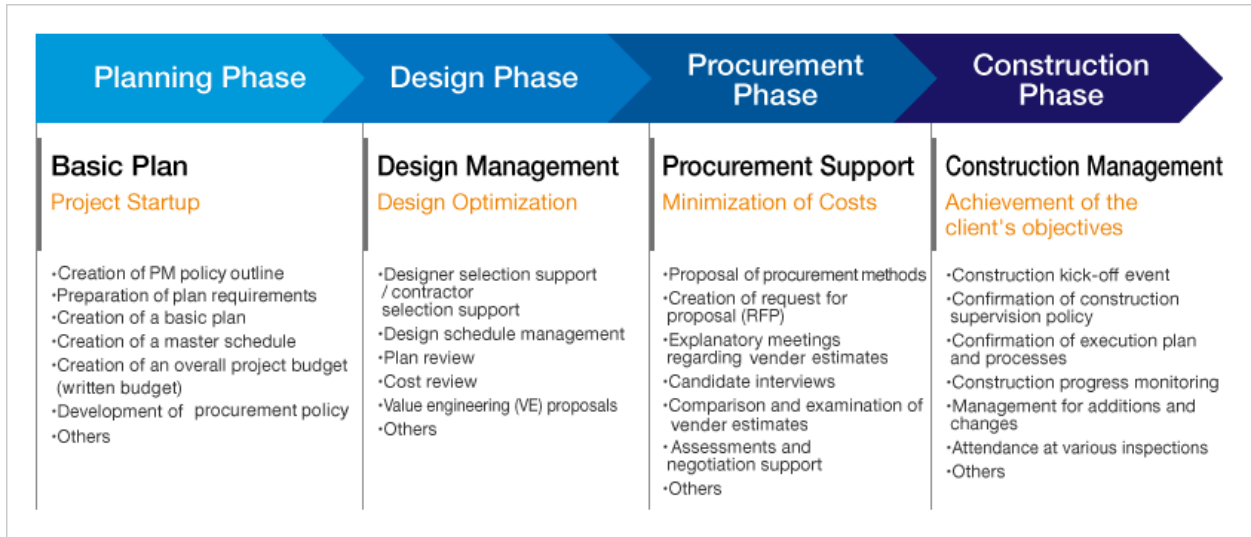 Planning Phase
Design Phase
Procurement
Phase
Construction
Phase
Basic Plan
Project Startup
・Creation of PM policy outline
・Preparation of plan requirements
・Creation of a basic plan
・Creation of a master schedule
・Creation of an overall project budget
(written budget)
・Development of procurement policy
・Others
Design Management
Design Optimization
・Designer selection support
/ contractor
selection support
・Design schedule management
・Plan review
・Cost review
・Value engineering (VE) proposals
・Others
Procurement Support
Minimization of Costs
・Proposal of procurement methods
・Creation of request for
proposal (RFP)
・Explanatory meetings
regarding vender estimates
・Candidate interviews
・Comparison and examination of
vender estimates
・Assessments and
negotiation support
・Others
Construction Management
Achievement of the
client's objectives
・Construction kick-off event
・Confirmation of construction
supervision policy
・Confirmation of execution plan
and processes
・Construction progress monitoring
・Management for additions and
changes
・Attendance at various inspections
・Others